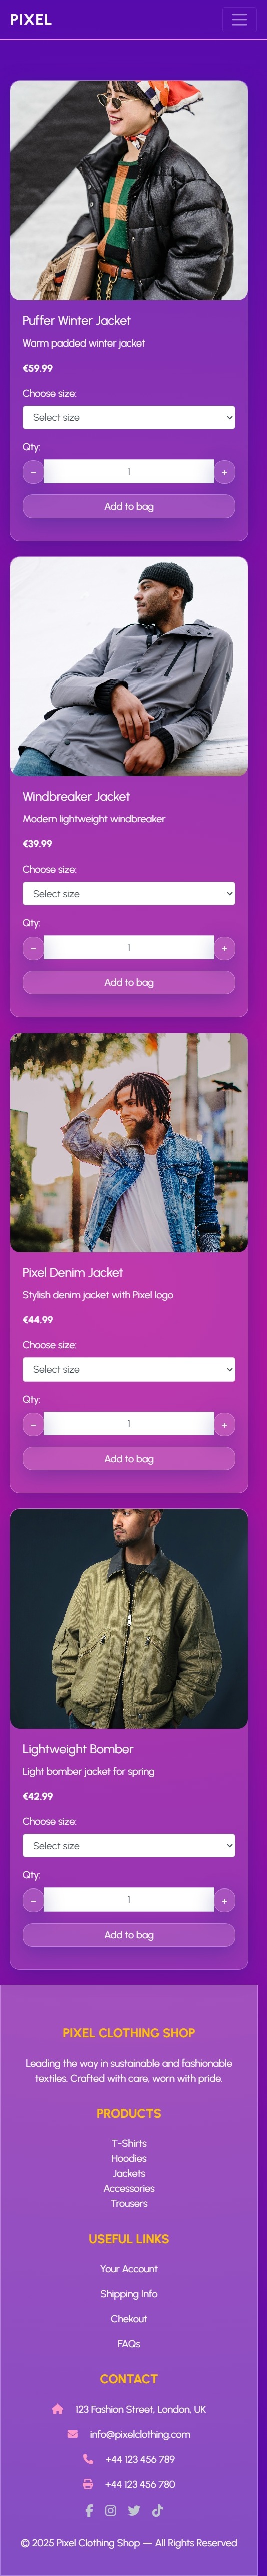 PIXEL
Puffer Winter Jacket
Warm padded winter jacket
€59.99
Choose size:
Select size
Qty:
− 1 +
Add to bag
Windbreaker Jacket
Modern lightweight windbreaker
€39.99
Choose size:
Select size
Qty:
− 1 +
Add to bag
Pixel Denim Jacket
Stylish denim jacket with Pixel logo
€44.99
Choose size:
Select size
Qty:
− 1 +
Add to bag
Lightweight Bomber
Light bomber jacket for spring
€42.99
Choose size:
Select size
Qty:
− 1 +
Add to bag
PIXEL CLOTHING SHOP
Leading the way in sustainable and fashionable
textiles. Crafted with care, worn with pride.
PRODUCTS
T-Shirts
Hoodies
Jackets
Accessories
Trousers
USEFUL LINKS
Your Account
Shipping Info
Chekout
FAQs
CONTACT
123 Fashion Street, London, UK
info@pixelclothing.com
+44 123 456 789
+44 123 456 780
© 2025 Pixel Clothing Shop — All Rights Reserved